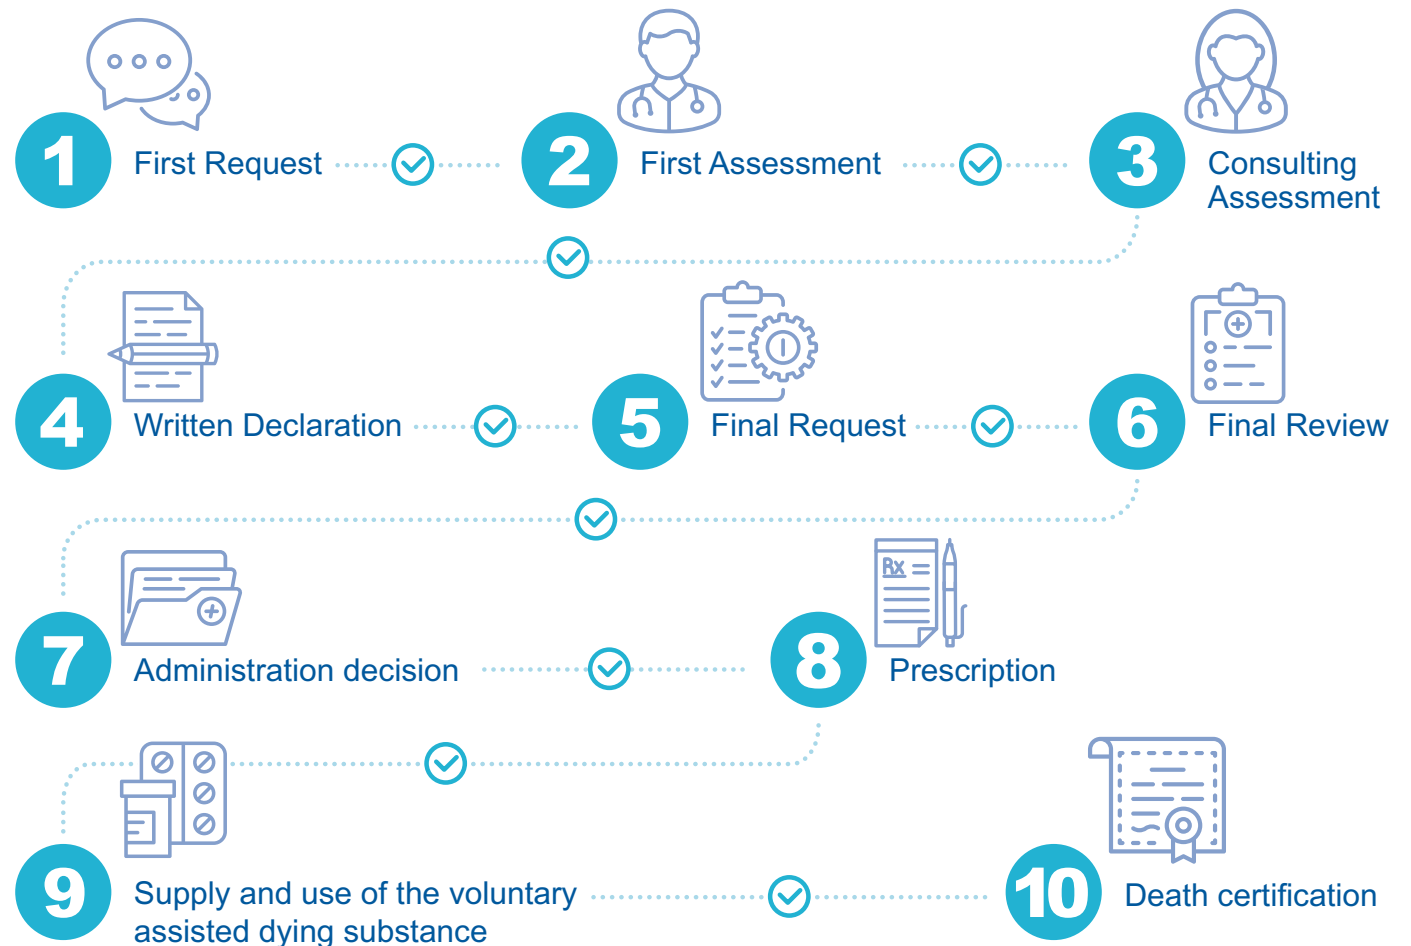 1 First Request
2 First Assessment
3 Consulting
Assessment
4 Written Declaration
5 Final Request
6 Final Review
7 Administration decision
Rx
8 Prescription
9 Supply and use of the voluntary
assisted dying substance
10 Death certification